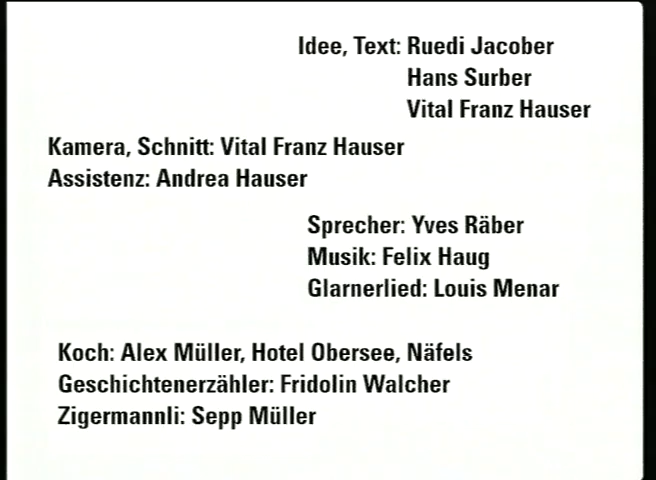 Idee, Text: Ruedi Jacober
Hans Surber
Vital Franz Hauser
Kamera, Schnitt: Vital Franz Hauser
Assistenz: Andrea Hauser
Sprecher: Yves Räber
Musik: Felix Haug
Glarnerlied: Louis Menar
Koch: Alex Müller, Hotel Obersee, Näfels
Geschichtenerzähler: Fridolin Walcher
Zigermannli: Sepp Müller